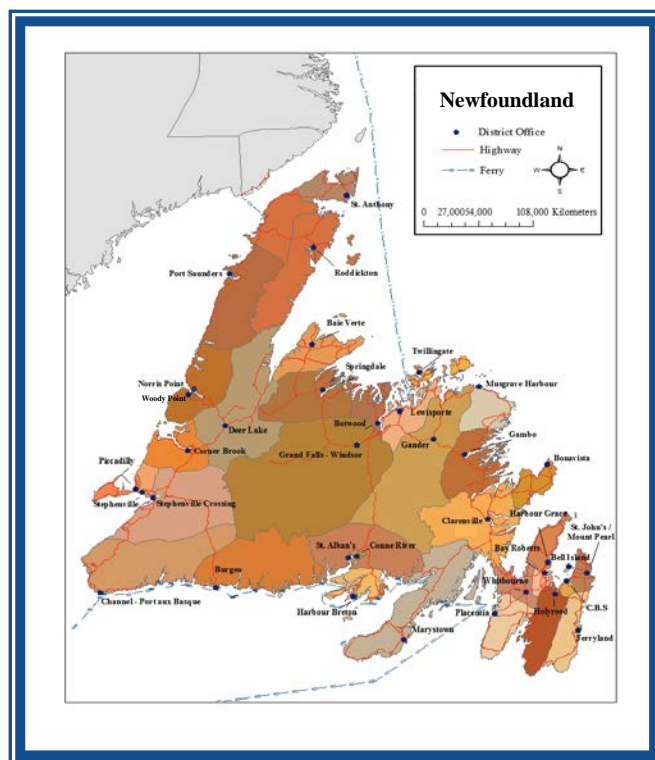 Newfoundland
District Office
Highway
Ferry
N
W E
S
0 27,00054,000 108,000 Kilometers
St. Anthony
Roddickton
Port Saunders
Baie Verte
Twillingate
Springdale
Musgrave Harbour
Norris Point
Woody Point
Lewisporte
Botwood
Deer Lake
Gander
Gambo
Corner Brook
Grand Falls - Windsor
Bonavista
Piccadilly
Stephenville
Stephenville Crossing
Harbour Grace
Clarenville
St. John's /
Mount Pearl
Bay Roberts
Bell Island
St. Alban's
Conne River
Burgeo
Whitbourne
Channel - Port aux Basque
Harbour Breton
Placentia
Holyrood
C.B.S
Marystown
Ferryland